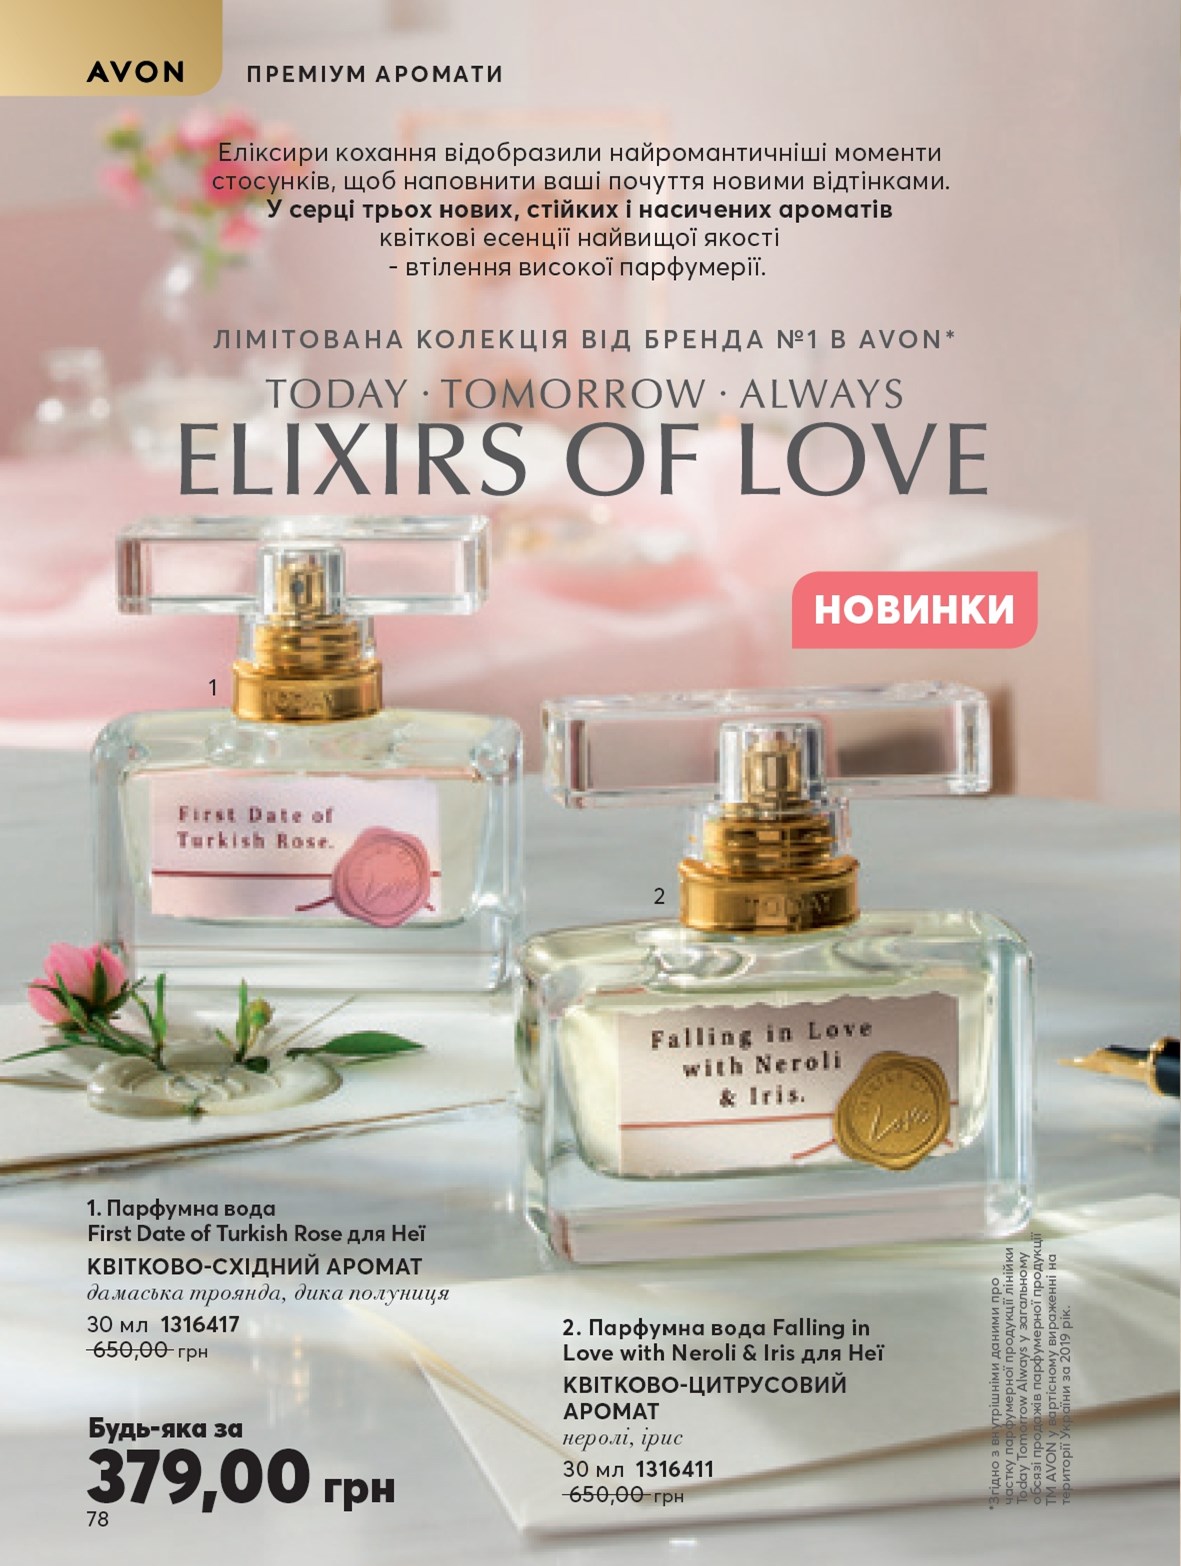 AVON
ПРЕМІУМ АРОМАТИ
Еліксири кохання відобразили найромантичніші моменти
стосунків, щоб наповнити ваші почуття новими відтінками.
У серці трьох нових, стійких і насичених ароматів
квіткові есенції найвищої якості
- втілення високої парфумерії.
ЛІМІТОВАНА КОЛЕКЦІЯ ВІД БРЕНДА №1 В AVON*
TODAY · TOMORROW · ALWAYS
ELIXIRS OF LOVE
НОВИНКИ
1
TODAY
First Date of
Turkish Rose.
Love
2
TODAY
Falling in Love
with Neroli
& Iris.
Love
1. Парфумна вода
First Date of Turkish Rose для Неї
КВІТКОВО-СХІДНИЙ АРОМАТ
дамаська троянда, дика полуниця
30 мл 1316417
650,00 грн
2. Парфумна вода Falling in
Love with Neroli & Iris для Неї
КВІТКОВО-ЦИТРУСОВИЙ
АРОМАТ
неролі, ірис
30 мл 1316411
650,00 грн
Будь-яка за
379,00 грн
78
*Згідно з внутрішніми даними про
частку парфумерної продукції лінійки
Today Tomorrow Always у загальному
обсязі продажів парфумерної продукції
ТМ AVON у вартісному вираженні на
території України за 2019 рік.